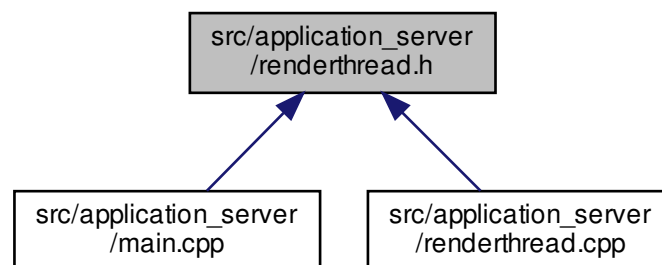 src/application_server
/renderthread.h
src/application_server
/main.cpp
src/application_server
/renderthread.cpp